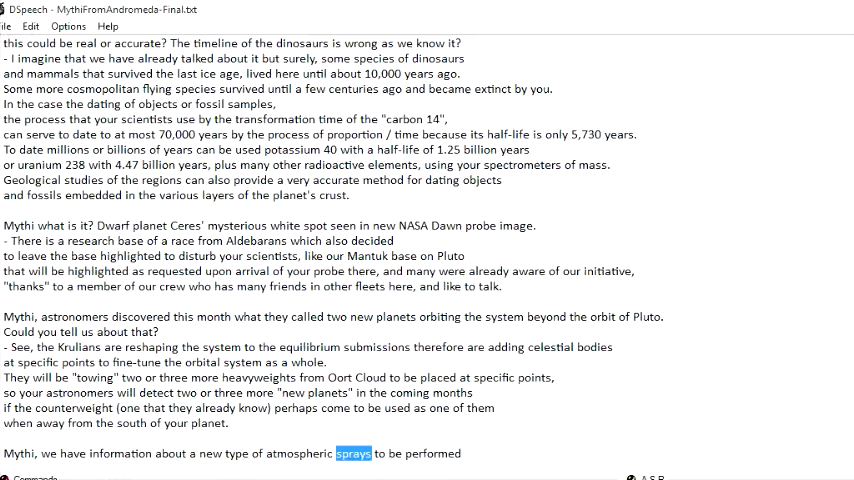 DSpeech - MythiFromAndromeda-Final.txt
ile Edit Options Help
this could be real or accurate? The timeline of the dinosaurs is wrong as we know it?
- I imagine that we have already talked about it but surely, some species of dinosaurs
and mammals that survived the last ice age, lived here until about 10,000 years ago.
Some more cosmopolitan flying species survived until a few centuries ago and became extinct by you.
In the case the dating of objects or fossil samples,
the process that your scientists use by the transformation time of the "carbon 14",
can serve to date to at most 70,000 years by the process of proportion / time because its half-life is only 5,730 years.
To date millions or billions of years can be used potassium 40 with a half-life of 1.25 billion years
or uranium 238 with 4.47 billion years, plus many other radioactive elements, using your spectrometers of mass.
Geological studies of the regions can also provide a very accurate method for dating objects
and fossils embedded in the various layers of the planet's crust.
Mythi what is it? Dwarf planet Ceres' mysterious white spot seen in new NASA Dawn probe image.
- There is a research base of a race from Aldebarans which also decided
to leave the base highlighted to disturb your scientists, like our Mantuk base on Pluto
that will be highlighted as requested upon arrival of your probe there, and many were already aware of our initiative,
"thanks" to a member of our crew who has many friends in other fleets here, and like to talk.
Mythi, astronomers discovered this month what they called two new planets orbiting the system beyond the orbit of Pluto.
Could you tell us about that?
- See, the Krulians are reshaping the system to the equilibrium submissions therefore are adding celestial bodies
at specific points to fine-tune the orbital system as a whole.
They will be "towing" two or three more heavyweights from Oort Cloud to be placed at specific points,
so your astronomers will detect two or three more "new planets" in the coming months
if the counterweight (one that they already know) perhaps come to be used as one of them
when away from the south of your planet.
Mythi, we have information about a new type of atmospheric sprays to be performed
Commands A.S.R.